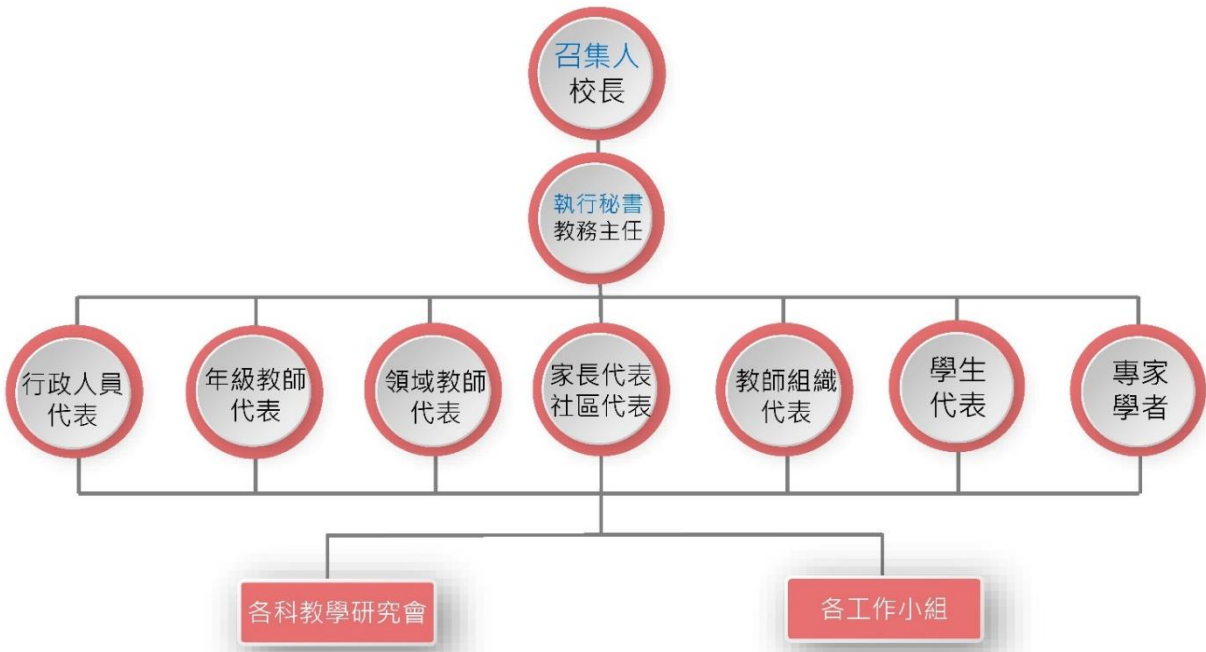 召集人
校長
執行秘書
教務主任
行政人員
代表
年級教師
代表
領域教師
代表
家長代表
社區代表
教師組織
代表
學生
代表
專家
學者
各科教學研究會
各工作小組